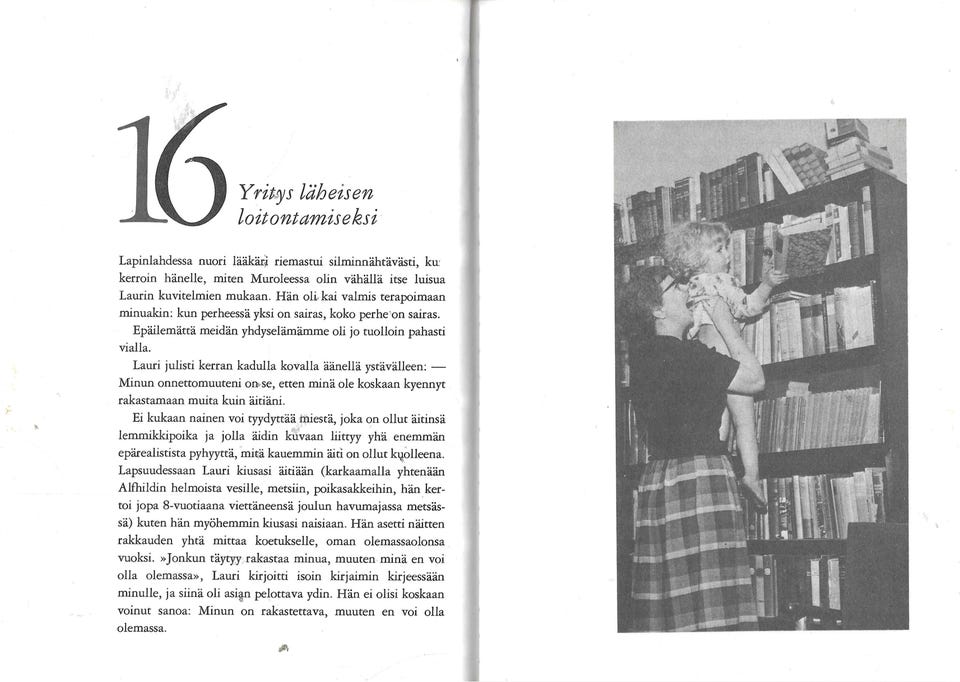 16
Yritys läheisen
loitontamiseksi
Lapinlahdessa nuori lääkäri riemastui silminnähtävästi, ku
kerroin hänelle, miten Muroleessa olin vähällä itse luisua
Laurin kuvitelmien mukaan. Hän oli kai valmis terapoimaan
minuakin: kun perheessä yksi on sairas, koko perhe on sairas.
Epäilemättä meidän yhdyselämämme oli jo tuolloin pahasti
vialla.
Lauri julisti kerran kadulla kovalla äänellä ystävälleen: —
Minun onnettomuuteni on se, etten minä ole koskaan kyennyt
rakastamaan muita kuin äitiäni.
Ei kukaan nainen voi tyydyttää miestä, joka on ollut äitinsä
lemmikkipoika ja jolla äidin kuvaan liittyy yhä enemmän
epärealistista pyhyyttä, mitä kauemmin äiti on ollut kuolleena.
Lapsuudessaan Lauri kiusasi äitiään (karkaamalla yhtenään
Alfhildin helmoista vesille, metsiin, poikasakkeihin, hän ker-
toi jopa 8-vuotiaana viettäneensä joulun havumajassa metsäs-
sä) kuten hän myöhemmin kiusasi naisiaan. Hän asetti näitten
rakkauden yhtä mittaa koetukselle, oman olemassaolonsa
vuoksi. »Jonkun täytyy rakastaa minua, muuten minä en voi
olla olemassa», Lauri kirjoitti isoin kirjaimin kirjeessään
minulle, ja siinä oli asian pelottava ydin. Hän ei olisi koskaan
voinut sanoa: Minun on rakastettava, muuten en voi olla
olemassa.